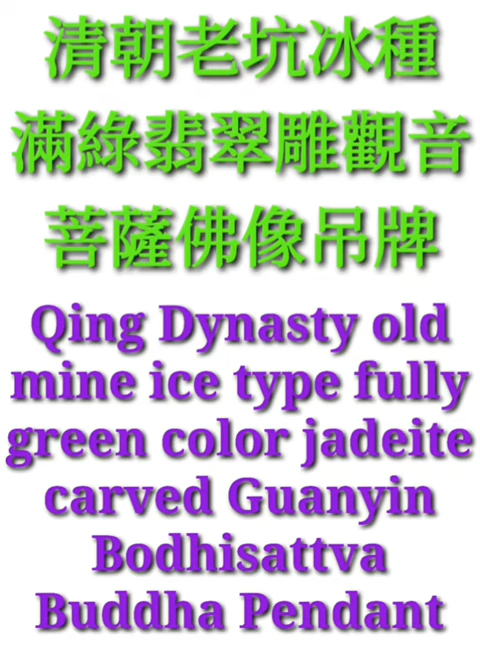 清朝老坑冰種
滿綠翡翠雕觀音
菩薩佛像吊牌
Qing Dynasty old
mine ice type fully
green color jadeite
carved Guanyin
Bodhisattva
Buddha Pendant